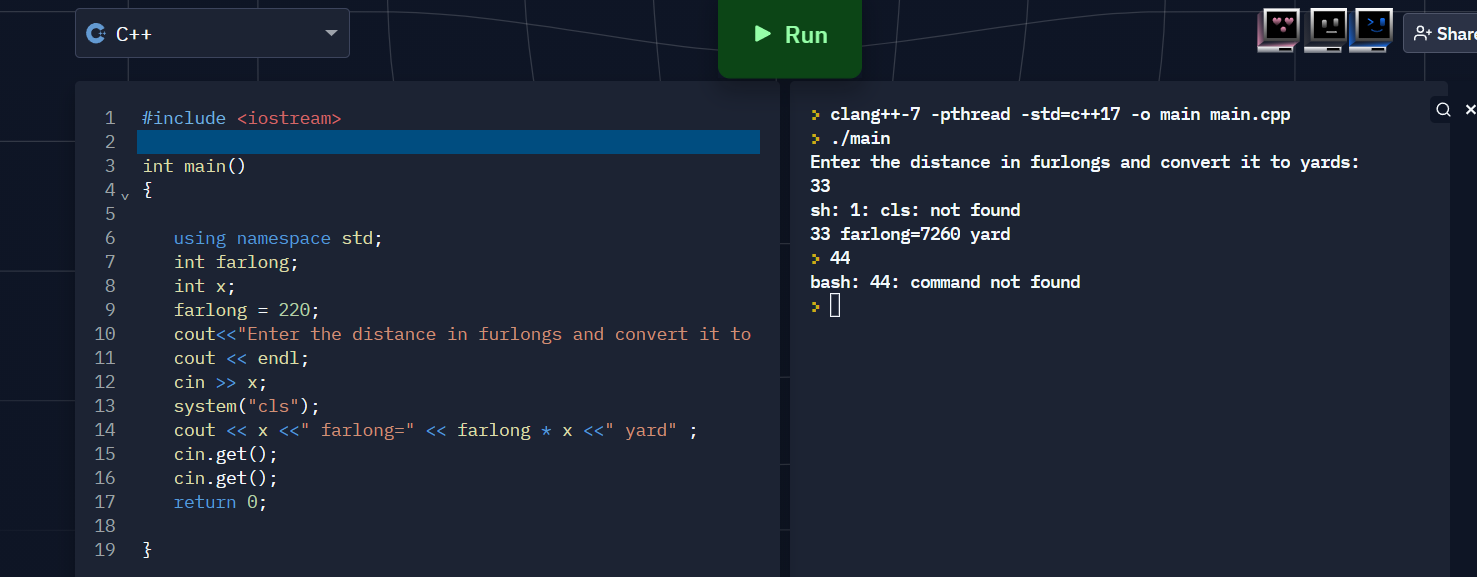 C++
Run
Share
1 #include <iostream>
2
3 int main()
4 {
5
6 using namespace std;
7 int farlong;
8 int x;
9 farlong = 220;
10 cout<<"Enter the distance in furlongs and convert it to
11 cout << endl;
12 cin >> x;
13 system("cls");
14 cout << x <<" farlong=" << farlong * x <<" yard" ;
15 cin.get();
16 cin.get();
17 return 0;
18
19 }
> clang++-7 -pthread -std=c++17 -o main main.cpp
> ./main
Enter the distance in furlongs and convert it to yards:
33
sh: 1: cls: not found
33 farlong=7260 yard
> 44
bash: 44: command not found
>